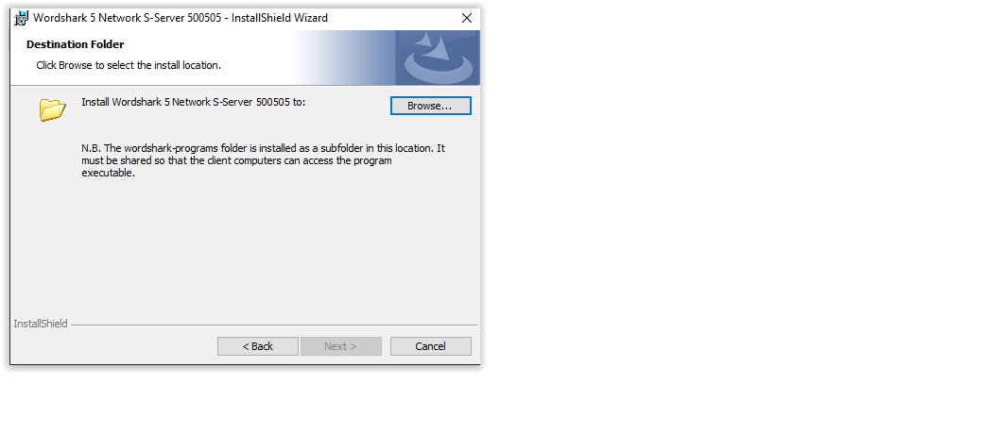 Wordshark 5 Network S-Server 500505 - InstallShield Wizard
Destination Folder
Click Browse to select the install location.
Install Wordshark 5 Network S-Server 500505 to:
Browse...
N.B. The wordshark-programs folder is installed as a subfolder in this location. It
must be shared so that the client computers can access the program
executable.
InstallShield
< Back
Next >
Cancel